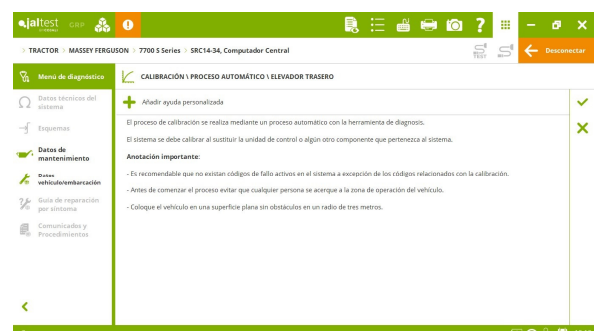 jaltest GRP
TRACTOR > MASSEY FERGUSON > 7700 S Series > SRC14-34, Computador Central
TEST
Desconectar
Menú de diagnóstico
CALIBRACIÓN \ PROCESO AUTOMÁTICO \ ELEVADOR TRASERO
Datos técnicos del
sistema
Esquemas
Datos de
mantenimiento
Datos
vehículo/embarcación
Guía de reparación
por síntoma
Comunicados y
Procedimientos
Añadir ayuda personalizada
El proceso de calibración se realiza mediante un proceso automático con la herramienta de diagnosis.
El sistema se debe calibrar al sustituir la unidad de control o algún otro componente que pertenezca al sistema.
Anotación importante:
- Es recomendable que no existan códigos de fallo activos en el sistema a excepción de los códigos relacionados con la calibración.
- Antes de comenzar el proceso evitar que cualquier persona se acerque a la zona de operación del vehículo.
- Coloque el vehículo en una superficie plana sin obstáculos en un radio de tres metros.